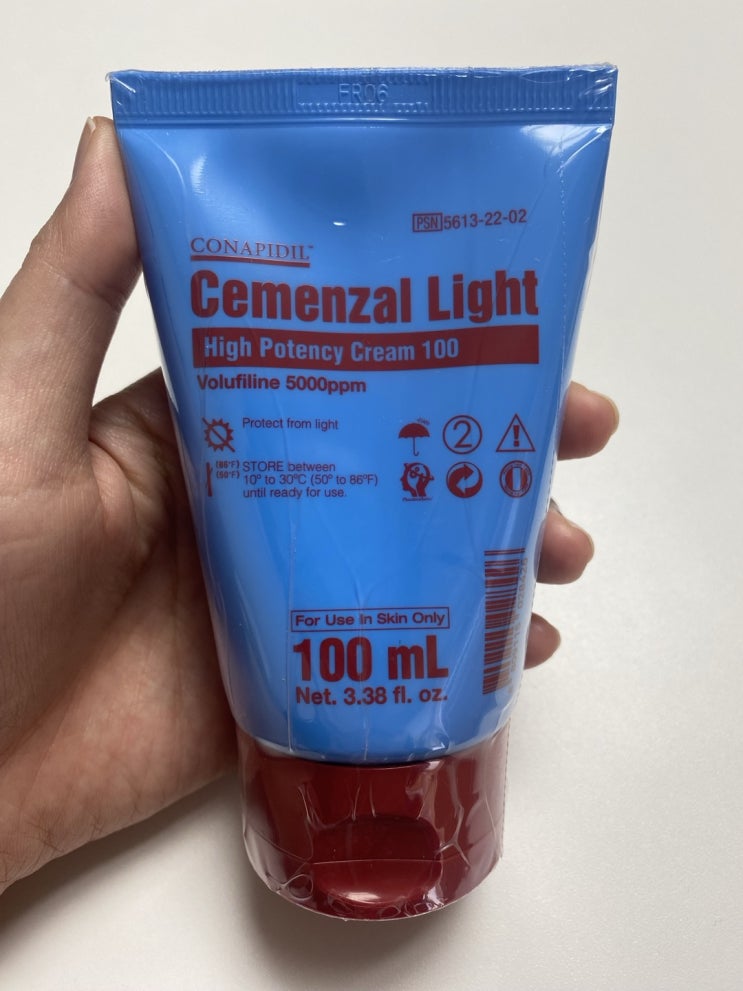 ER06
PSN 5613-22-02
CONAPIDIL™
Cemenzal Light
High Potency Cream 100
Volufiline 5000ppm
Protect from light
2
(86°F)
(50°F)
STORE between
10° to 30°C (50° to 86°F)
until ready for use.
For Use In Skin Only
100 mL
Net. 3.38 fl. oz.